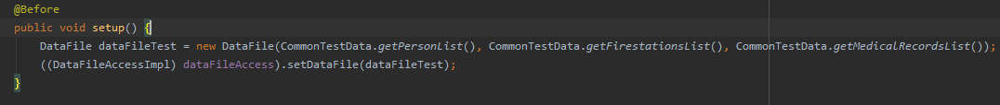 @Before
public void setup() {
    DataFile dataFileTest = new DataFile(CommonTestData.getPersonList(), CommonTestData.getFirestationsList(), CommonTestData.getMedicalRecordsList());
    ((DataFileAccessImpl) dataFileAccess).setDataFile(dataFileTest);
}